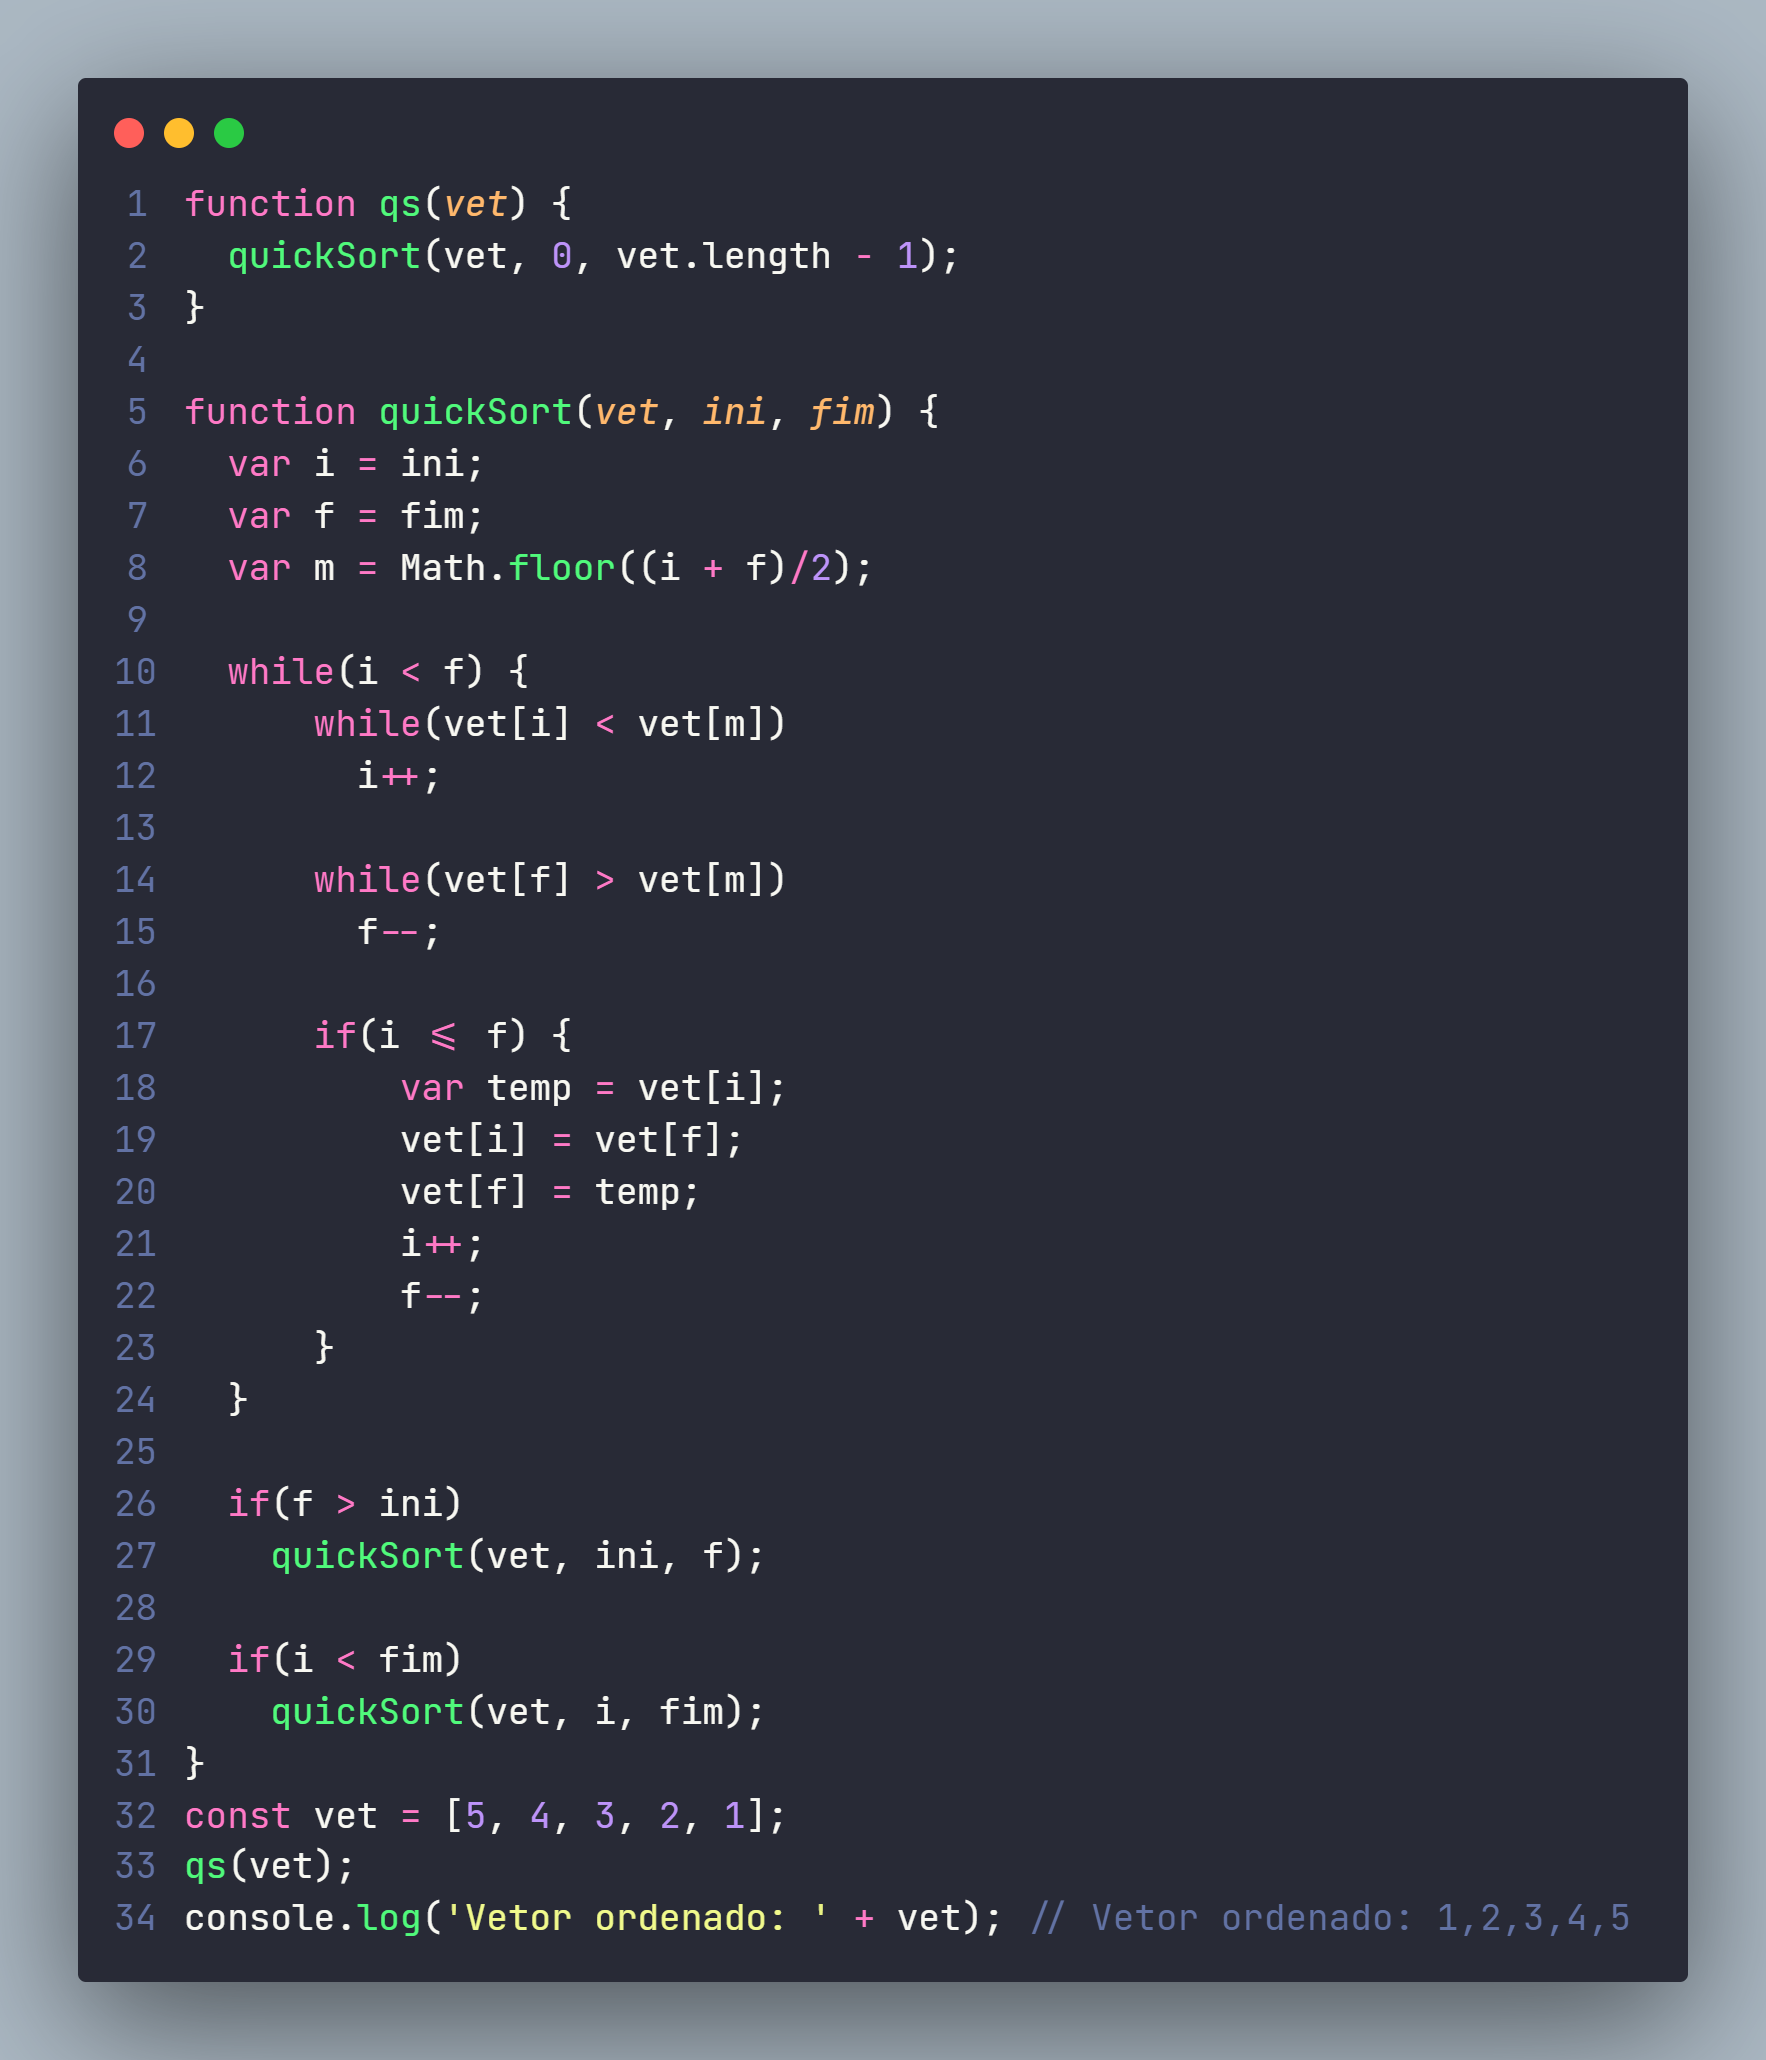 1 function qs(vet) {
2   quickSort(vet, 0, vet.length - 1);
3 }
4
5 function quickSort(vet, ini, fim) {
6   var i = ini;
7   var f = fim;
8   var m = Math.floor((i + f)/2);
9
10   while(i < f) {
11       while(vet[i] < vet[m])
12         i++;
13
14       while(vet[f] > vet[m])
15         f--;
16
17       if(i <= f) {
18           var temp = vet[i];
19           vet[i] = vet[f];
20           vet[f] = temp;
21           i++;
22           f--;
23       }
24   }
25
26   if(f > ini)
27     quickSort(vet, ini, f);
28
29   if(i < fim)
30     quickSort(vet, i, fim);
31 }
32 const vet = [5, 4, 3, 2, 1];
33 qs(vet);
34 console.log('Vetor ordenado: ' + vet); // Vetor ordenado: 1,2,3,4,5